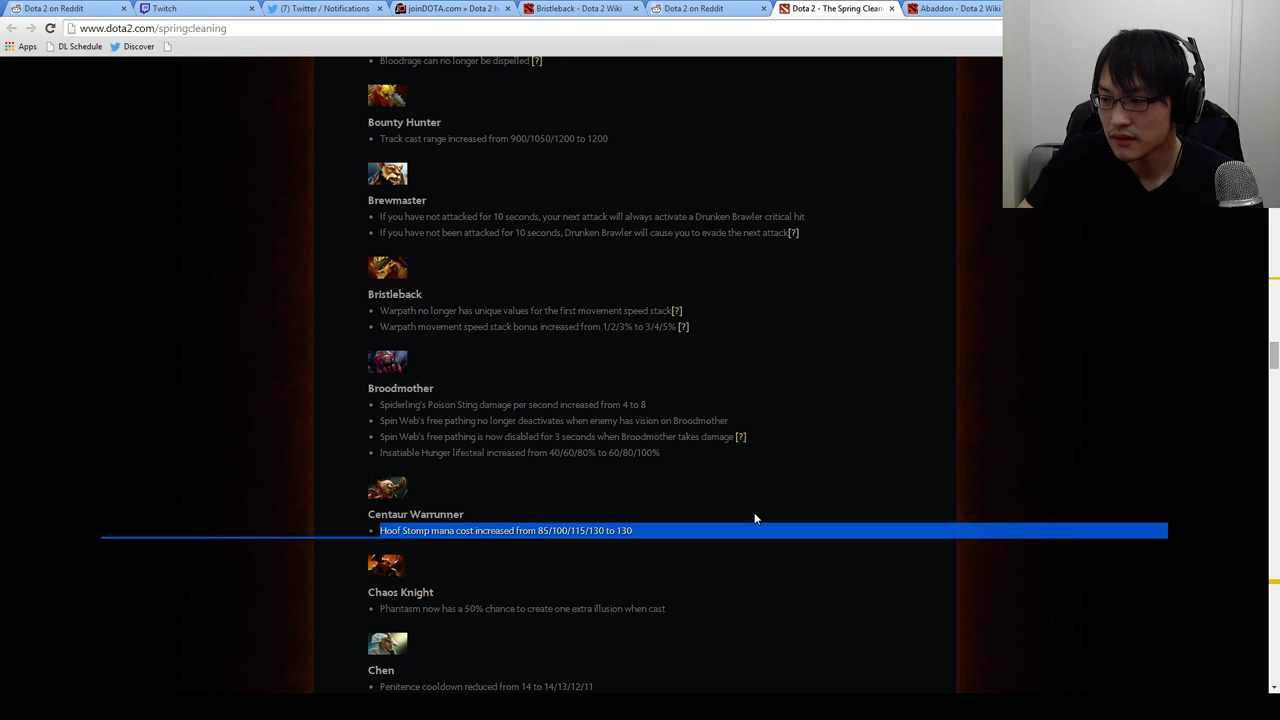 Dota 2 on Reddit
Twitch
(7) Twitter / Notifications
joinDOTA.com » Dota 2 h
Bristleback - Dota 2 Wiki
Dota 2 on Reddit
Dota 2 - The Spring Clean
Abaddon - Dota 2 Wiki
www.dota2.com/springcleaning
Apps
DL Schedule
Discover
Bloodrage can no longer be dispelled [?]
Bounty Hunter
Track cast range increased from 900/1050/1200 to 1200
Brewmaster
If you have not attacked for 10 seconds, your next attack will always activate a Drunken Brawler critical hit
If you have not been attacked for 10 seconds, Drunken Brawler will cause you to evade the next attack[?]
Bristleback
Warpath no longer has unique values for the first movement speed stack[?]
Warpath movement speed stack bonus increased from 1/2/3% to 3/4/5% [?]
Broodmother
Spiderling's Poison Sting damage per second increased from 4 to 8
Spin Web's free pathing no longer deactivates when enemy has vision on Broodmother
Spin Web's free pathing is now disabled for 3 seconds when Broodmother takes damage [?]
Insatiable Hunger lifesteal increased from 40/60/80% to 60/80/100%
Centaur Warrunner
Hoof Stomp mana cost increased from 85/100/115/130 to 130
Chaos Knight
Phantasm now has a 50% chance to create one extra illusion when cast
Chen
Penitence cooldown reduced from 14 to 14/13/12/11